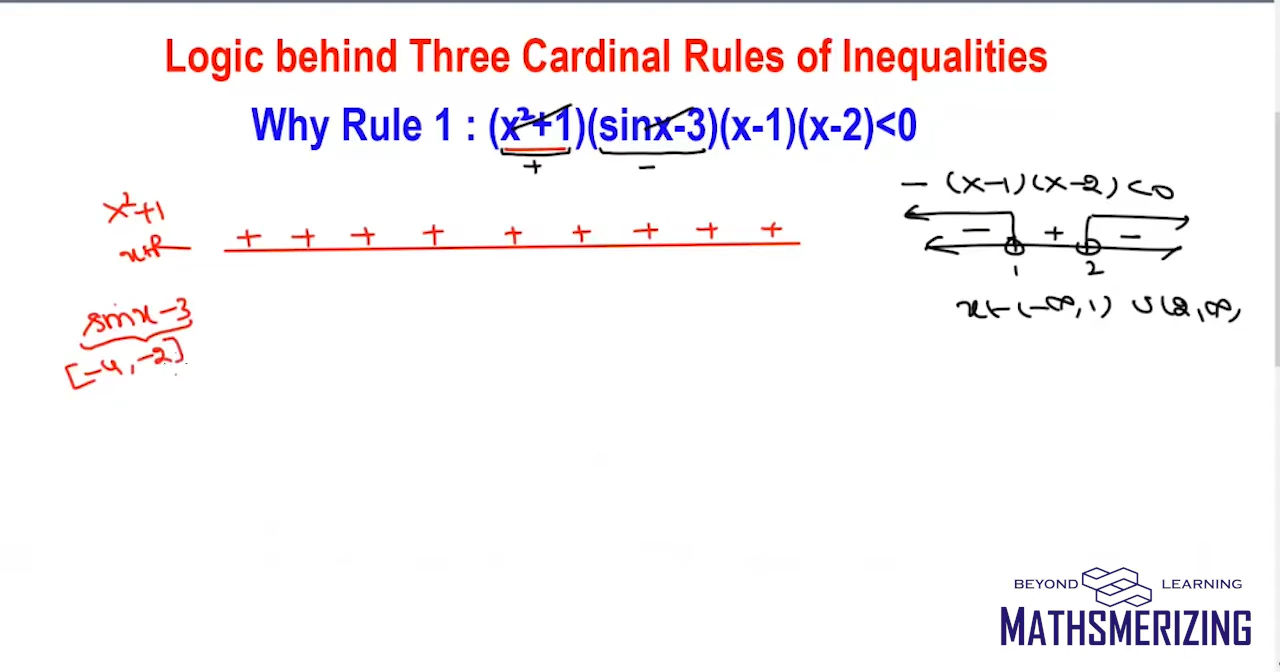 Logic behind Three Cardinal Rules of Inequalities
Why Rule 1 : (x²+1)(sinx-3)(x-1)(x-2)<0
+ −
− (x-1)(x-2) <0
x²+1
+ + + + + + + + +
− + −
1 2
sinx-3
[-4, -2]
(-∞, 1) ∪ (2, ∞,
BEYOND LEARNING
MATHSMERIZING